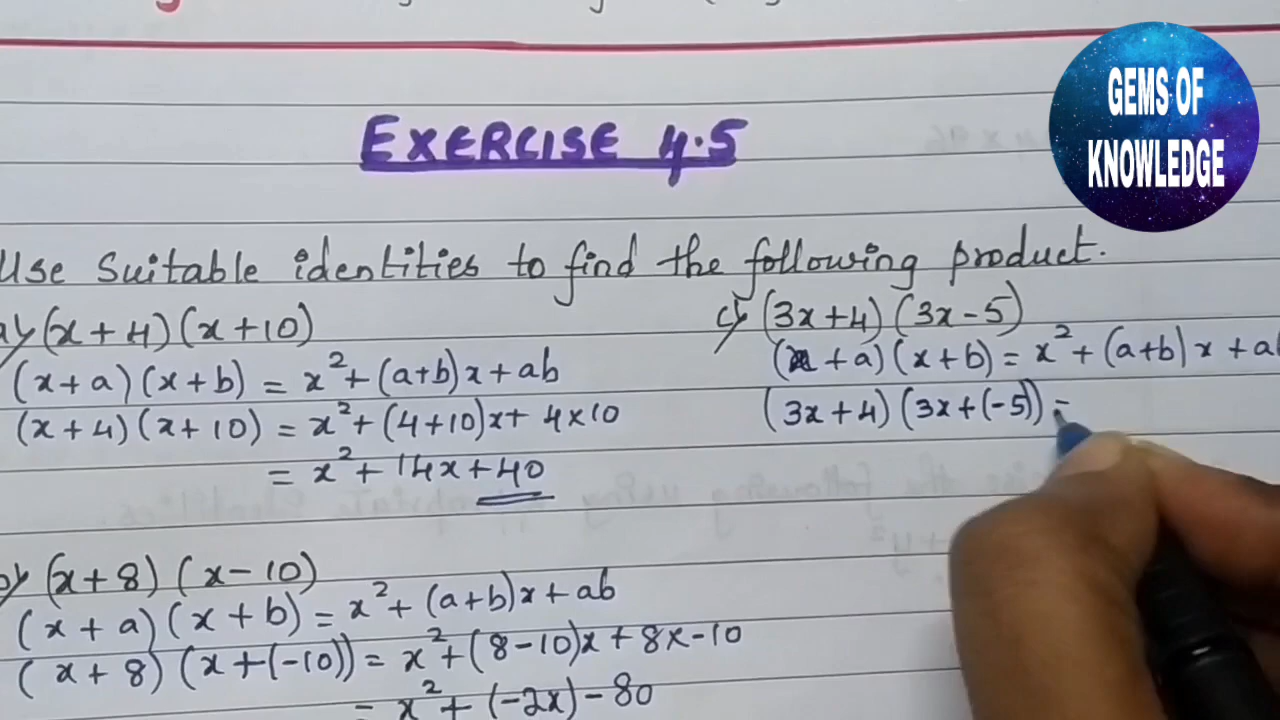 GEMS OF
KNOWLEDGE
EXERCISE 4.5
Use Suitable identities to find the following product.
a) (x+4)(x+10)
(x+a)(x+b) = x²+(a+b)x+ab
(x+4)(x+10) = x²+(4+10)x+ 4×10
= x²+14x+40
b) (x+8)(x-10)
(x+a)(x+b) = x²+(a+b)x+ab
(x+8)(x+(-10)) = x²+(8-10)x+8x-10
= x²+(-2x)-80
c) (3x+4)(3x-5)
(x+a)(x+b) = x²+(a+b)x+ab
(3x+4)(3x+(-5)) =